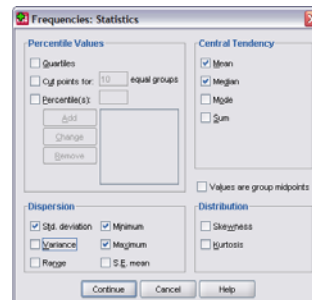 Frequencies: Statistics
Percentile Values
Quartiles
Cut points for: 10 equal groups
Percentile(s):
Add
Change
Remove
Central Tendency
Mean
Median
Mode
Sum
Values are group midpoints
Dispersion
Std. deviation Minimum
Variance Maximum
Range S.E. mean
Distribution
Skewness
Kurtosis
Continue Cancel Help